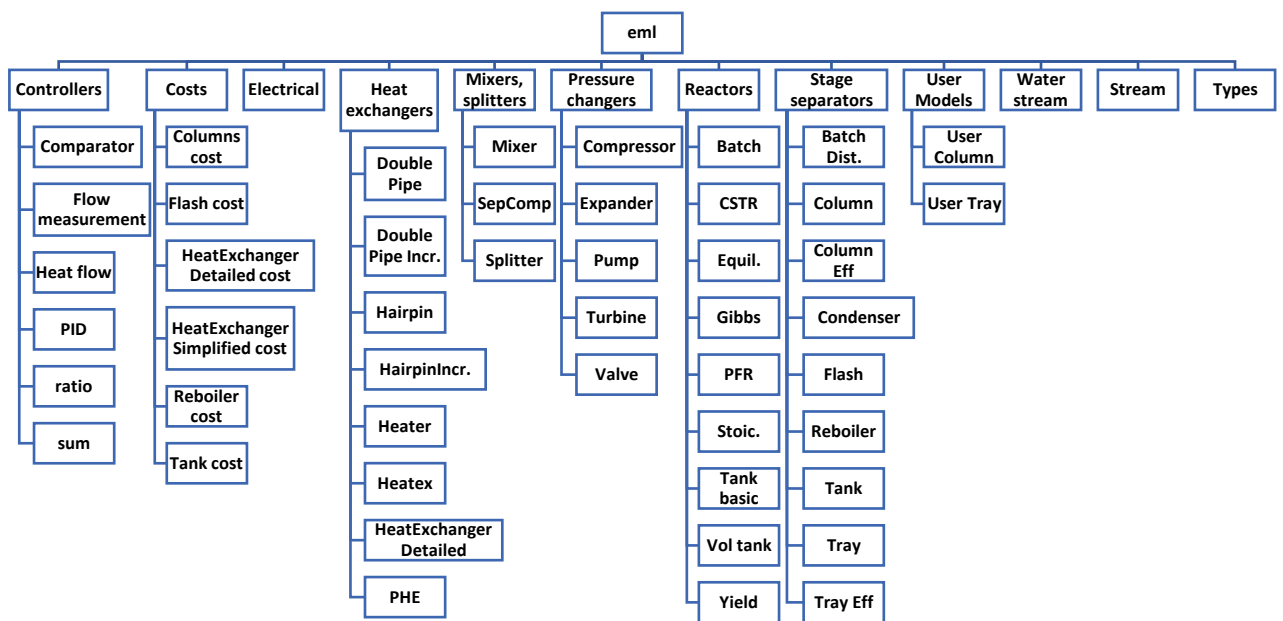 eml
Controllers
Comparator
Flow
measurement
Heat flow
PID
ratio
sum
Costs
Columns
cost
Flash cost
HeatExchanger
Detailed cost
HeatExchanger
Simplified cost
Reboiler
cost
Tank cost
Electrical
Heat
exchangers
Double
Pipe
Double
Pipe Incr.
Hairpin
HairpinIncr.
Heater
Heatex
HeatExchanger
Detailed
PHE
Mixers,
splitters
Mixer
SepComp
Splitter
Pressure
changers
Compressor
Expander
Pump
Turbine
Valve
Reactors
Batch
CSTR
Equil.
Gibbs
PFR
Stoic.
Tank
basic
Vol tank
Yield
Stage
separators
Batch
Dist.
Column
Column
Eff
Condenser
Flash
Reboiler
Tank
Tray
Tray Eff
User
Models
User
Column
User Tray
Water
stream
Stream
Types